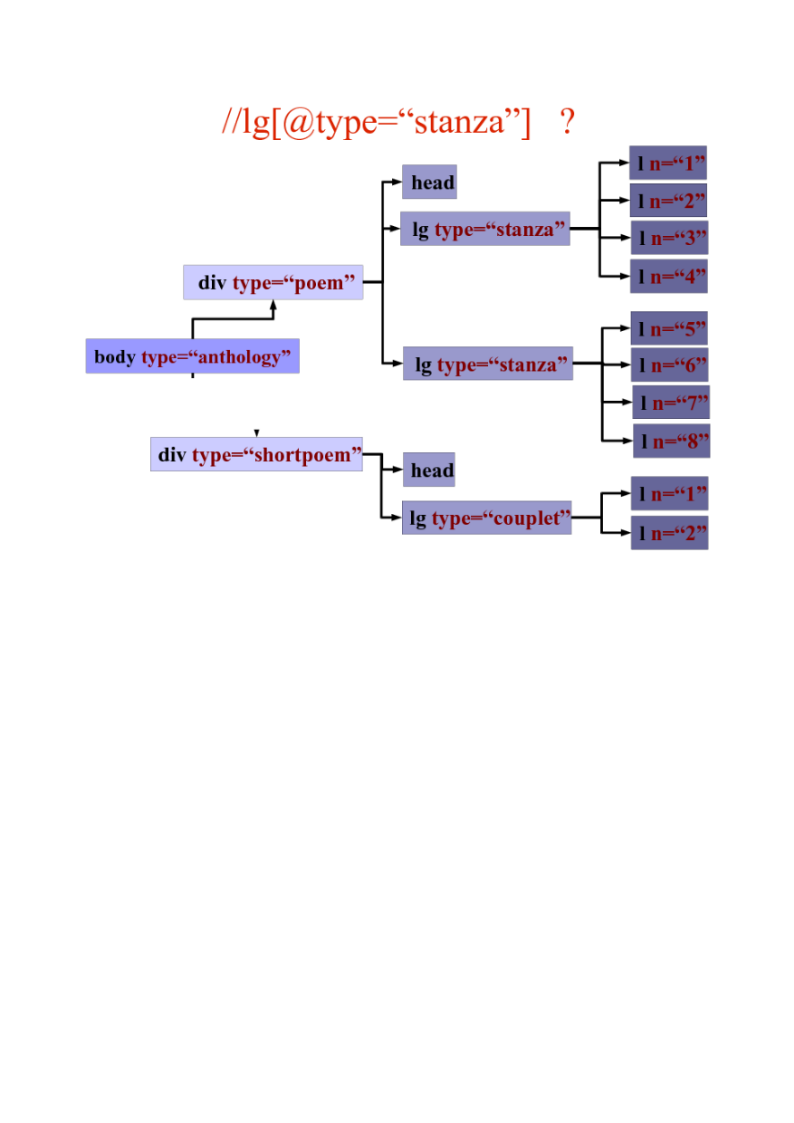 //lg[@type=“stanza”] ?
head
lg type=“stanza”
l n=“1”
l n=“2”
l n=“3”
l n=“4”
div type=“poem”
body type=“anthology”
lg type=“stanza”
l n=“5”
l n=“6”
l n=“7”
l n=“8”
div type=“shortpoem”
head
lg type=“couplet”
l n=“1”
l n=“2”